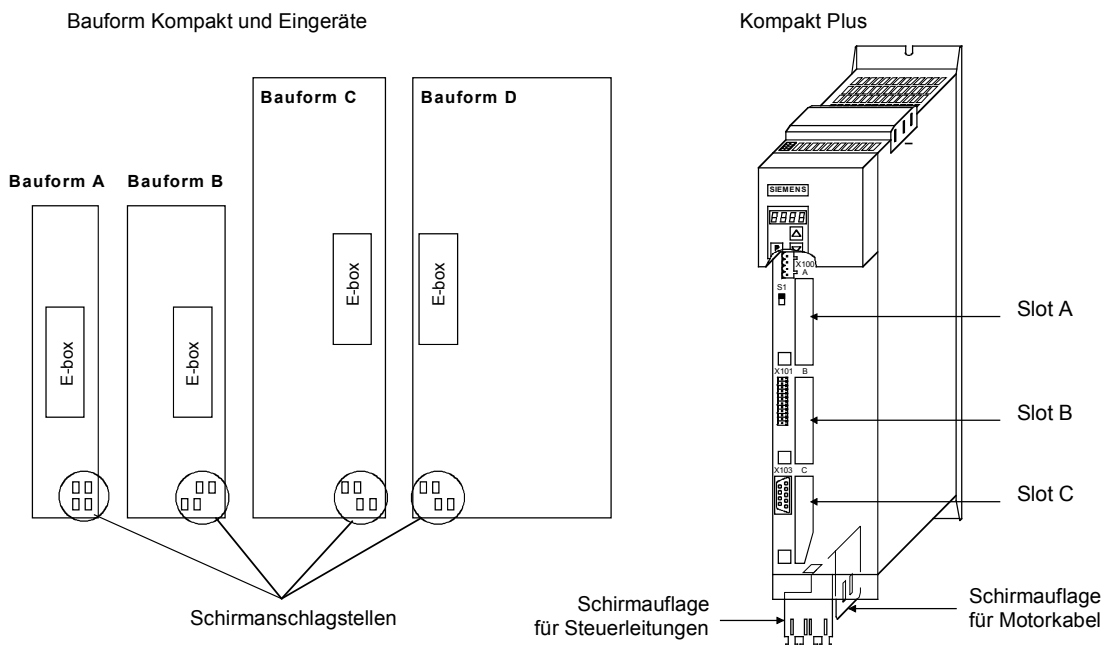 Bauform Kompakt und Eingeräte
Kompakt Plus
Bauform A
Bauform B
Bauform C
Bauform D
E-box
E-box
E-box
E-box
Schirmanschlagstellen
SIEMENS
8888
P
X100
A
S1
X101
B
X103
C
Slot A
Slot B
Slot C
Schirmauflage
für Steuerleitungen
Schirmauflage
für Motorkabel